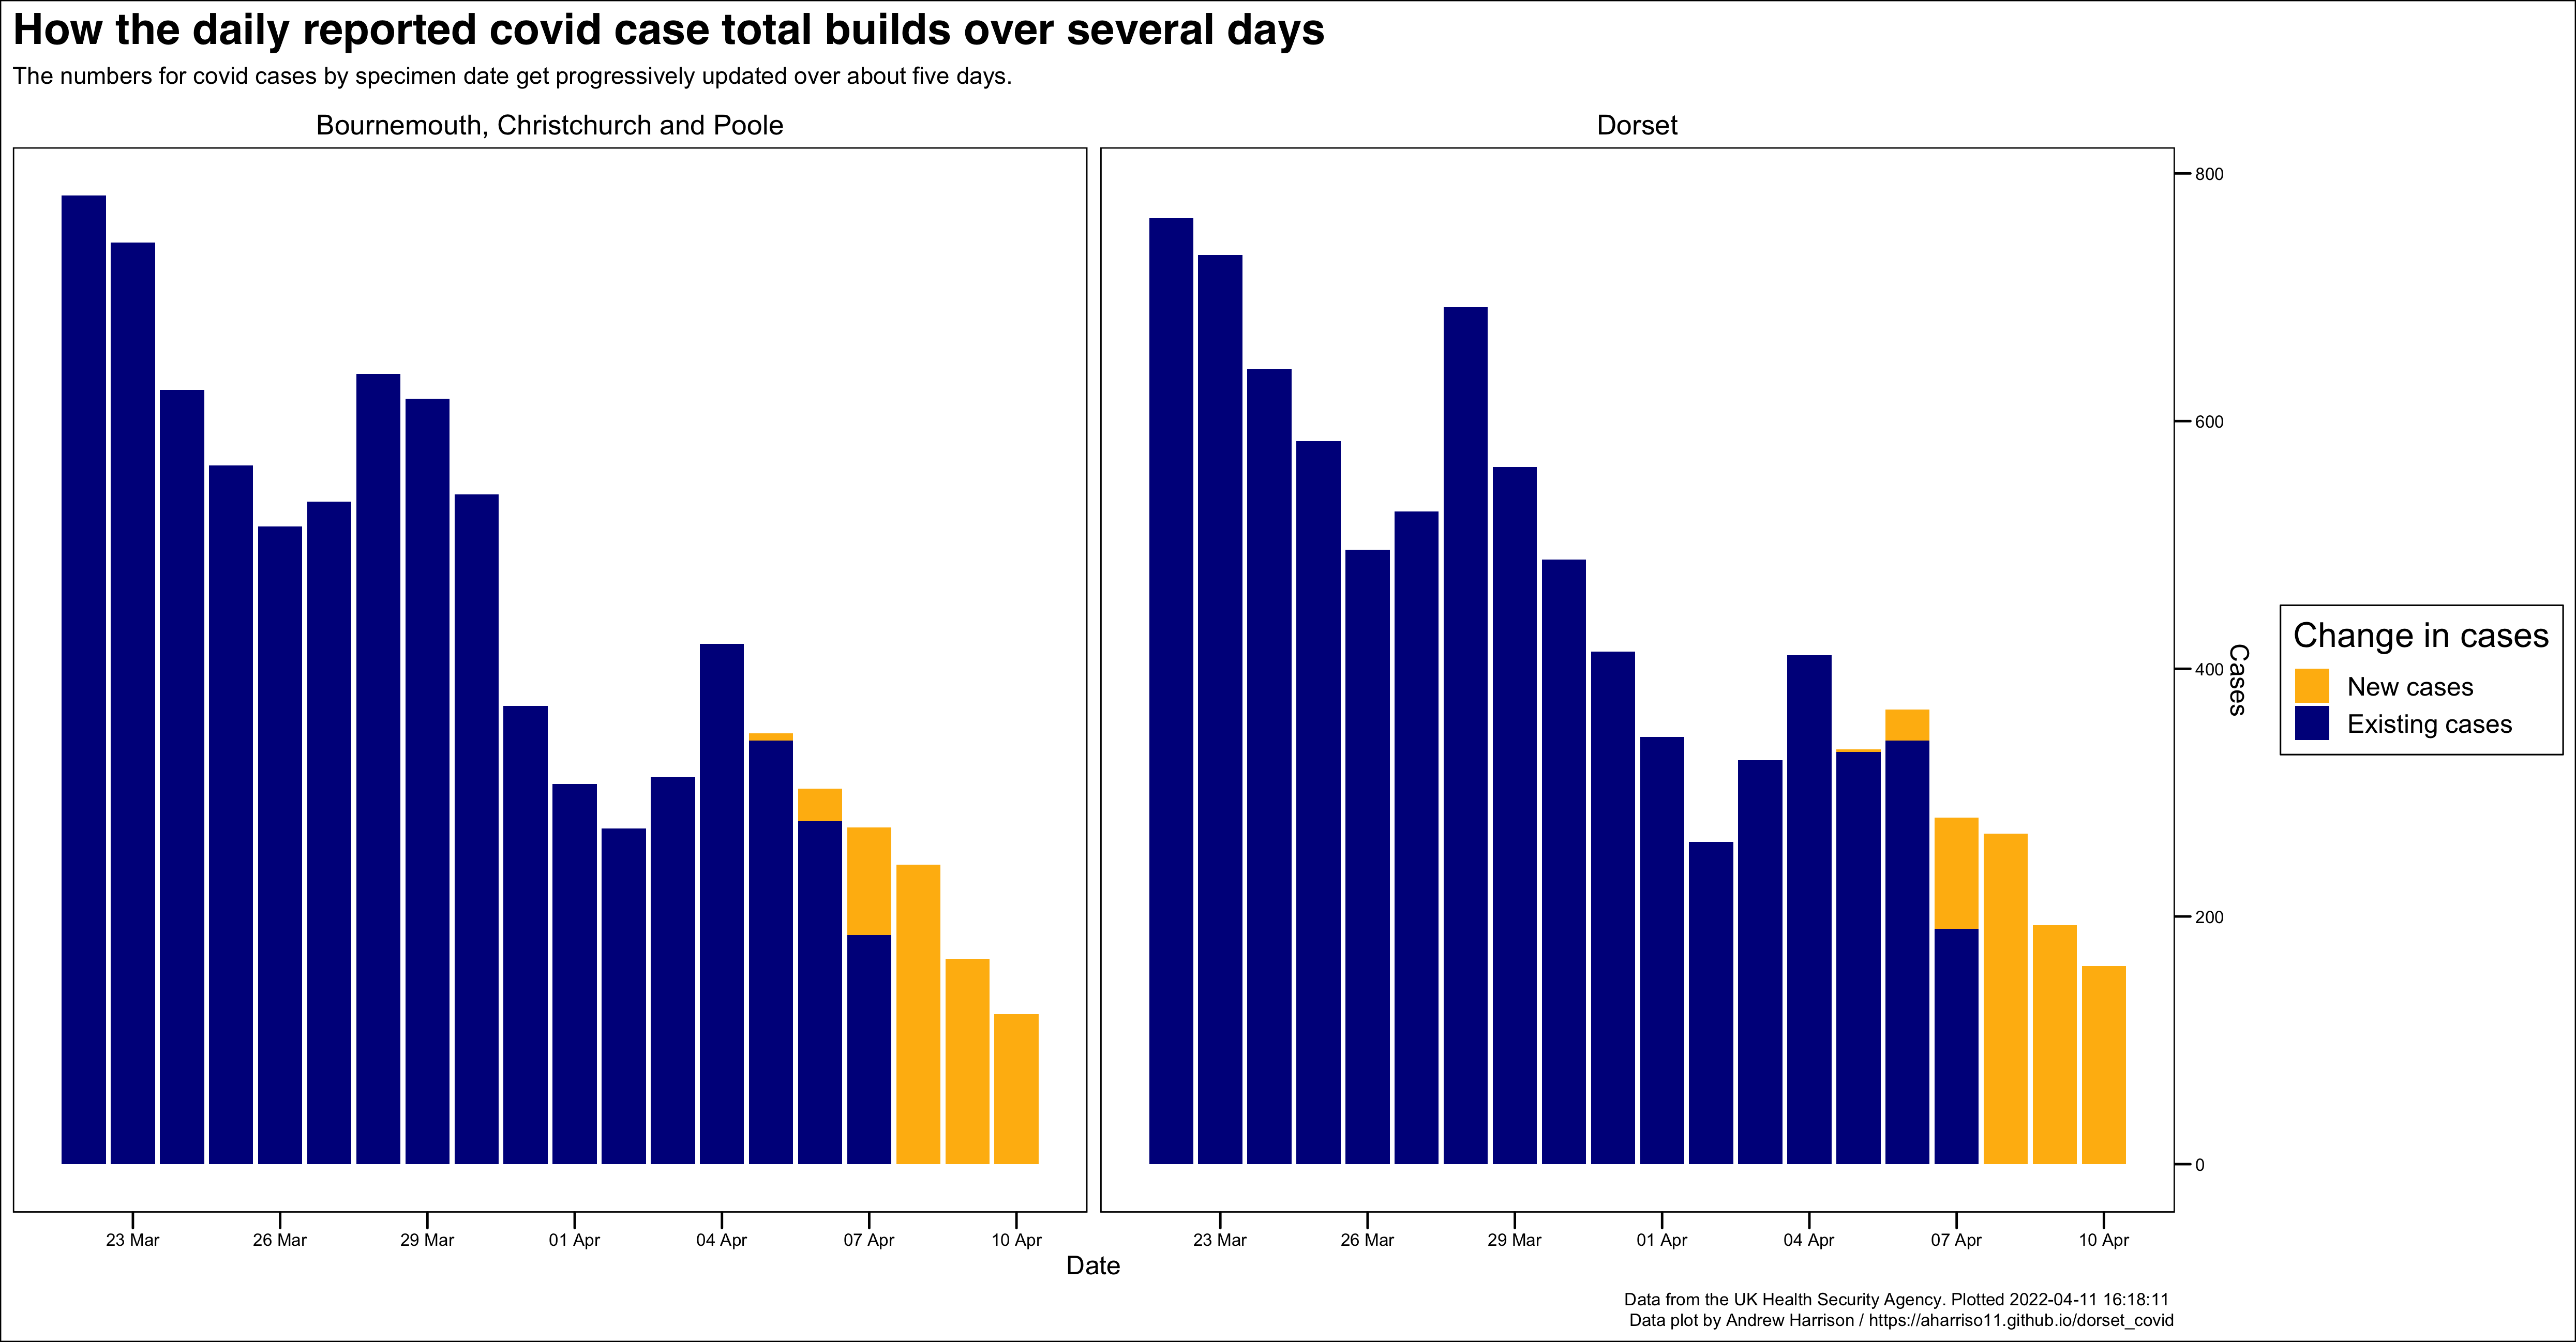 How the daily reported covid case total builds over several days
The numbers for covid cases by specimen date get progressively updated over about five days.
Bournemouth, Christchurch and Poole
Dorset
800
600
400
200
0
Cases
Change in cases
New cases
Existing cases
23 Mar 26 Mar 29 Mar 01 Apr 04 Apr 07 Apr 10 Apr
23 Mar 26 Mar 29 Mar 01 Apr 04 Apr 07 Apr 10 Apr
Date
Data from the UK Health Security Agency. Plotted 2022-04-11 16:18:11
Data plot by Andrew Harrison / https://aharriso11.github.io/dorset_covid